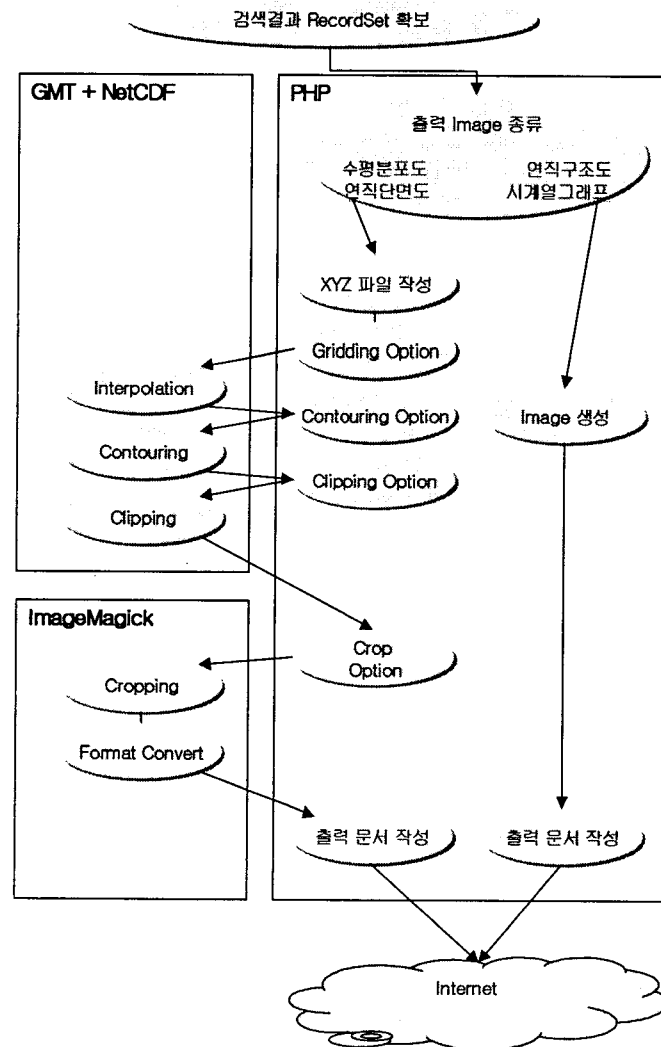 검색결과 RecordSet 확보
GMT + NetCDF
PHP
출력 Image 종류
수평분포도
연직단면도
연직구조도
시계열그래프
XYZ 파일 작성
Gridding Option
Interpolation
Contouring Option
Image 생성
Contouring
Clipping Option
Clipping
ImageMagick
Crop
Option
Cropping
Format Convert
출력 문서 작성
출력 문서 작성
Internet